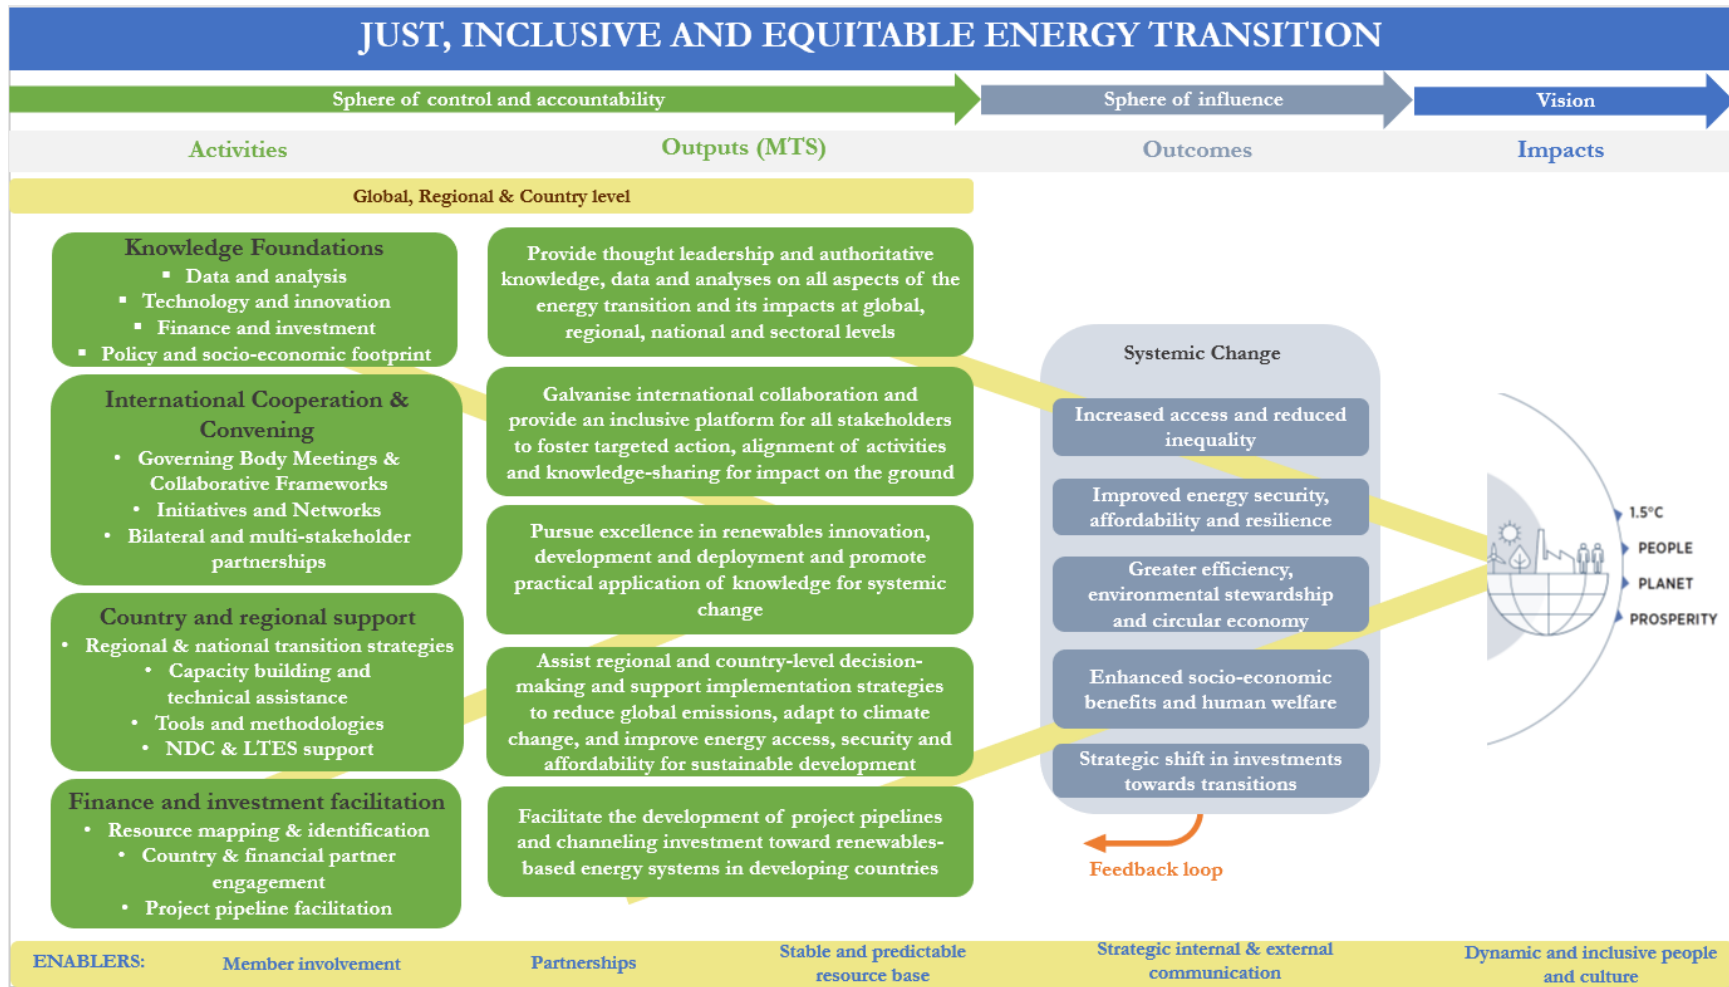 JUST, INCLUSIVE AND EQUITABLE ENERGY TRANSITION
Sphere of control and accountability
Sphere of influence
Vision
Activities
Outputs (MTS)
Outcomes
Impacts
Global, Regional & Country level
Knowledge Foundations
▪ Data and analysis
▪ Technology and innovation
▪ Finance and investment
▪ Policy and socio-economic footprint
International Cooperation &
Convening
• Governing Body Meetings &
Collaborative Frameworks
• Initiatives and Networks
• Bilateral and multi-stakeholder
partnerships
Country and regional support
• Regional & national transition strategies
• Capacity building and
technical assistance
• Tools and methodologies
• NDC & LTES support
Finance and investment facilitation
• Resource mapping & identification
• Country & financial partner
engagement
• Project pipeline facilitation
Provide thought leadership and authoritative
knowledge, data and analyses on all aspects of the
energy transition and its impacts at global,
regional, national and sectoral levels
Galvanise international collaboration and
provide an inclusive platform for all stakeholders
to foster targeted action, alignment of activities
and knowledge-sharing for impact on the ground
Pursue excellence in renewables innovation,
development and deployment and promote
practical application of knowledge for systemic
change
Assist regional and country-level decision-
making and support implementation strategies
to reduce global emissions, adapt to climate
change, and improve energy access, security and
affordability for sustainable development
Facilitate the development of project pipelines
and channeling investment toward renewables-
based energy systems in developing countries
Systemic Change
Increased access and reduced
inequality
Improved energy security,
affordability and resilience
Greater efficiency,
environmental stewardship
and circular economy
Enhanced socio-economic
benefits and human welfare
Strategic shift in investments
towards transitions
Feedback loop
1.5°C
PEOPLE
PLANET
PROSPERITY
ENABLERS:
Member involvement
Partnerships
Stable and predictable
resource base
Strategic internal & external
communication
Dynamic and inclusive people
and culture